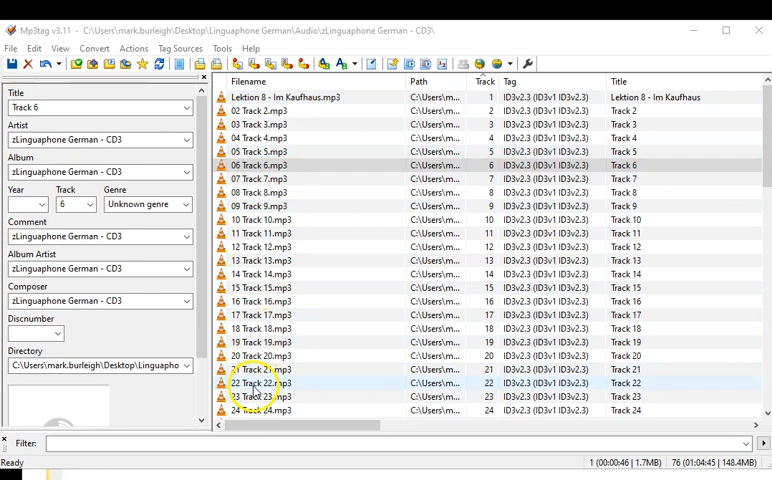 Mp3tag v3.11 - C:\Users\mark.burleigh\Desktop\Linguaphone German\Audio\zLinguaphone German - CD3\
File Edit View Convert Actions Tag Sources Tools Help
Title
Track 6
Artist
zLinguaphone German - CD3
Album
zLinguaphone German - CD3
Year Track Genre
6 Unknown genre
Comment
zLinguaphone German - CD3
Album Artist
zLinguaphone German - CD3
Composer
zLinguaphone German - CD3
Discnumber
Directory
C:\Users\mark.burleigh\Desktop\Linguapho
Filename Path Track Tag Title
Lektion 8 - Im Kaufhaus.mp3 C:\Users\m... 1 ID3v2.3 (ID3v1 ID3v2.3) Lektion 8 - Im Kaufhaus
02 Track 2.mp3 C:\Users\m... 2 ID3v2.3 (ID3v1 ID3v2.3) Track 2
03 Track 3.mp3 C:\Users\m... 3 ID3v2.3 (ID3v1 ID3v2.3) Track 3
04 Track 4.mp3 C:\Users\m... 4 ID3v2.3 (ID3v1 ID3v2.3) Track 4
05 Track 5.mp3 C:\Users\m... 5 ID3v2.3 (ID3v1 ID3v2.3) Track 5
06 Track 6.mp3 C:\Users\m... 6 ID3v2.3 (ID3v1 ID3v2.3) Track 6
07 Track 7.mp3 C:\Users\m... 7 ID3v2.3 (ID3v1 ID3v2.3) Track 7
08 Track 8.mp3 C:\Users\m... 8 ID3v2.3 (ID3v1 ID3v2.3) Track 8
09 Track 9.mp3 C:\Users\m... 9 ID3v2.3 (ID3v1 ID3v2.3) Track 9
10 Track 10.mp3 C:\Users\m... 10 ID3v2.3 (ID3v1 ID3v2.3) Track 10
11 Track 11.mp3 C:\Users\m... 11 ID3v2.3 (ID3v1 ID3v2.3) Track 11
12 Track 12.mp3 C:\Users\m... 12 ID3v2.3 (ID3v1 ID3v2.3) Track 12
13 Track 13.mp3 C:\Users\m... 13 ID3v2.3 (ID3v1 ID3v2.3) Track 13
14 Track 14.mp3 C:\Users\m... 14 ID3v2.3 (ID3v1 ID3v2.3) Track 14
15 Track 15.mp3 C:\Users\m... 15 ID3v2.3 (ID3v1 ID3v2.3) Track 15
16 Track 16.mp3 C:\Users\m... 16 ID3v2.3 (ID3v1 ID3v2.3) Track 16
17 Track 17.mp3 C:\Users\m... 17 ID3v2.3 (ID3v1 ID3v2.3) Track 17
18 Track 18.mp3 C:\Users\m... 18 ID3v2.3 (ID3v1 ID3v2.3) Track 18
19 Track 19.mp3 C:\Users\m... 19 ID3v2.3 (ID3v1 ID3v2.3) Track 19
20 Track 20.mp3 C:\Users\m... 20 ID3v2.3 (ID3v1 ID3v2.3) Track 20
21 Track 21.mp3 C:\Users\m... 21 ID3v2.3 (ID3v1 ID3v2.3) Track 21
22 Track 22.mp3 C:\Users\m... 22 ID3v2.3 (ID3v1 ID3v2.3) Track 22
23 Track 23.mp3 C:\Users\m... 23 ID3v2.3 (ID3v1 ID3v2.3) Track 23
24 Track 24.mp3 C:\Users\m... 24 ID3v2.3 (ID3v1 ID3v2.3) Track 24
Filter:
Ready 1 (00:00:46 | 1.7MB) 76 (01:04:45 | 148.4MB)